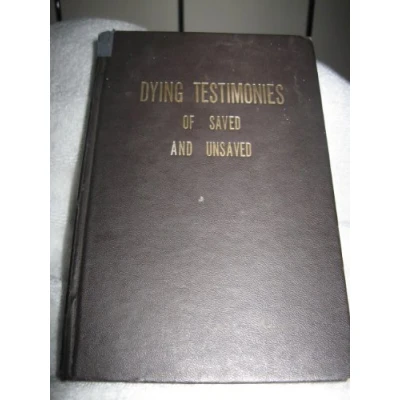 DYING TESTIMONIES
OF SAVED
AND UNSAVED